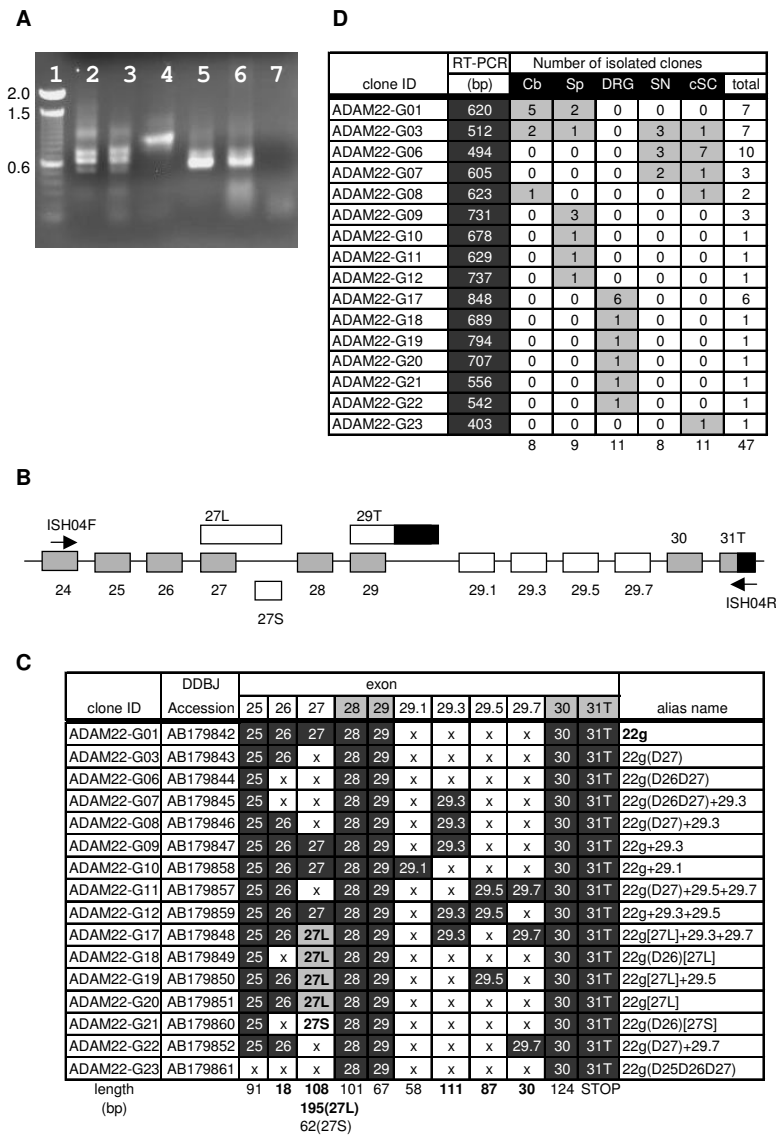 A
1 2 3 4 5 6 7
2.0
1.5
0.6
D
RT-PCR Number of isolated clones
clone ID (bp) Cb Sp DRG SN cSC total
ADAM22-G01 620 5 2 0 0 0 7
ADAM22-G03 512 2 1 0 3 1 7
ADAM22-G06 494 0 0 0 3 7 10
ADAM22-G07 605 0 0 0 2 1 3
ADAM22-G08 623 1 0 0 0 1 2
ADAM22-G09 731 0 3 0 0 0 3
ADAM22-G10 678 0 1 0 0 0 1
ADAM22-G11 629 0 1 0 0 0 1
ADAM22-G12 737 0 1 0 0 0 1
ADAM22-G17 848 0 0 6 0 0 6
ADAM22-G18 689 0 0 1 0 0 1
ADAM22-G19 794 0 0 1 0 0 1
ADAM22-G20 707 0 0 1 0 0 1
ADAM22-G21 556 0 0 1 0 0 1
ADAM22-G22 542 0 0 1 0 0 1
ADAM22-G23 403 0 0 0 0 1 1
8 9 11 8 11 47
B
ISH04F 27L 29T 30 31T
24 25 26 27 28 29 29.1 29.3 29.5 29.7
27S ISH04R
C
DDBJ exon
clone ID Accession 25 26 27 28 29 29.1 29.3 29.5 29.7 30 31T alias name
ADAM22-G01 AB179842 25 26 27 28 29 x x x x 30 31T 22g
ADAM22-G03 AB179843 25 26 x 28 29 x x x x 30 31T 22g(D27)
ADAM22-G06 AB179844 25 x x 28 29 x x x x 30 31T 22g(D26D27)
ADAM22-G07 AB179845 25 x x 28 29 x 29.3 x x 30 31T 22g(D26D27)+29.3
ADAM22-G08 AB179846 25 26 x 28 29 x 29.3 x x 30 31T 22g(D27)+29.3
ADAM22-G09 AB179847 25 26 27 28 29 x 29.3 x x 30 31T 22g+29.3
ADAM22-G10 AB179858 25 26 27 28 29 29.1 x x x 30 31T 22g+29.1
ADAM22-G11 AB179857 25 26 x 28 29 x x 29.5 29.7 30 31T 22g(D27)+29.5+29.7
ADAM22-G12 AB179859 25 26 27 28 29 x 29.3 29.5 x 30 31T 22g+29.3+29.5
ADAM22-G17 AB179848 25 26 27L 28 29 x 29.3 x 29.7 30 31T 22g[27L]+29.3+29.7
ADAM22-G18 AB179849 25 x 27L 28 29 x x x x 30 31T 22g(D26)[27L]
ADAM22-G19 AB179850 25 26 27L 28 29 x x 29.5 x 30 31T 22g[27L]+29.5
ADAM22-G20 AB179851 25 26 27L 28 29 x x x x 30 31T 22g[27L]
ADAM22-G21 AB179860 25 x 27S 28 29 x x x x 30 31T 22g(D26)[27S]
ADAM22-G22 AB179852 25 26 x 28 29 x x x 29.7 30 31T 22g(D27)+29.7
ADAM22-G23 AB179861 x x x 28 29 x x x x 30 31T 22g(D25D26D27)
length 91 18 108 101 67 58 111 87 30 124 STOP
(bp) 195(27L)
62(27S)